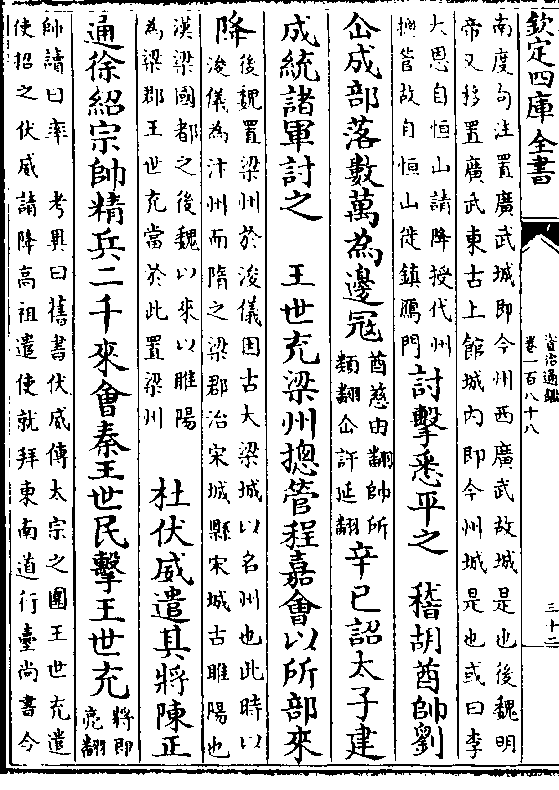 欽定四庫全書
資治通鑑
卷一百八十八
三十二
南度句注置廣武城即今州西廣武故城是也後魏明
帝又移置廣武東古上館城內即今州城是也或曰李
大恩自恒山請降授代州
總管故自恒山徙鎮鴈門
討擊悉平之　稽胡酋帥劉
仚成部落數萬為邊冦
酋慈由翻帥所
類翻仚許延翻
辛巳詔太子建
成統諸軍討之　王世充梁州摠管程嘉會以所部來
降
後魏置梁州於浚儀因古大梁城以名州也此時以
浚儀為汴州而隋之梁郡治宋城縣宋城古睢陽也
漢梁國都之後魏以來以睢陽
為梁郡王世充當於此置梁州
杜伏威遣其將陳正
通徐紹宗帥精兵二千來會秦王世民擊王世充
將即
亮翻
帥讀曰率　考異曰舊書伏威傳太宗之圍王世充遣
使招之伏威請降高祖遣使就拜東南道行臺尚書令